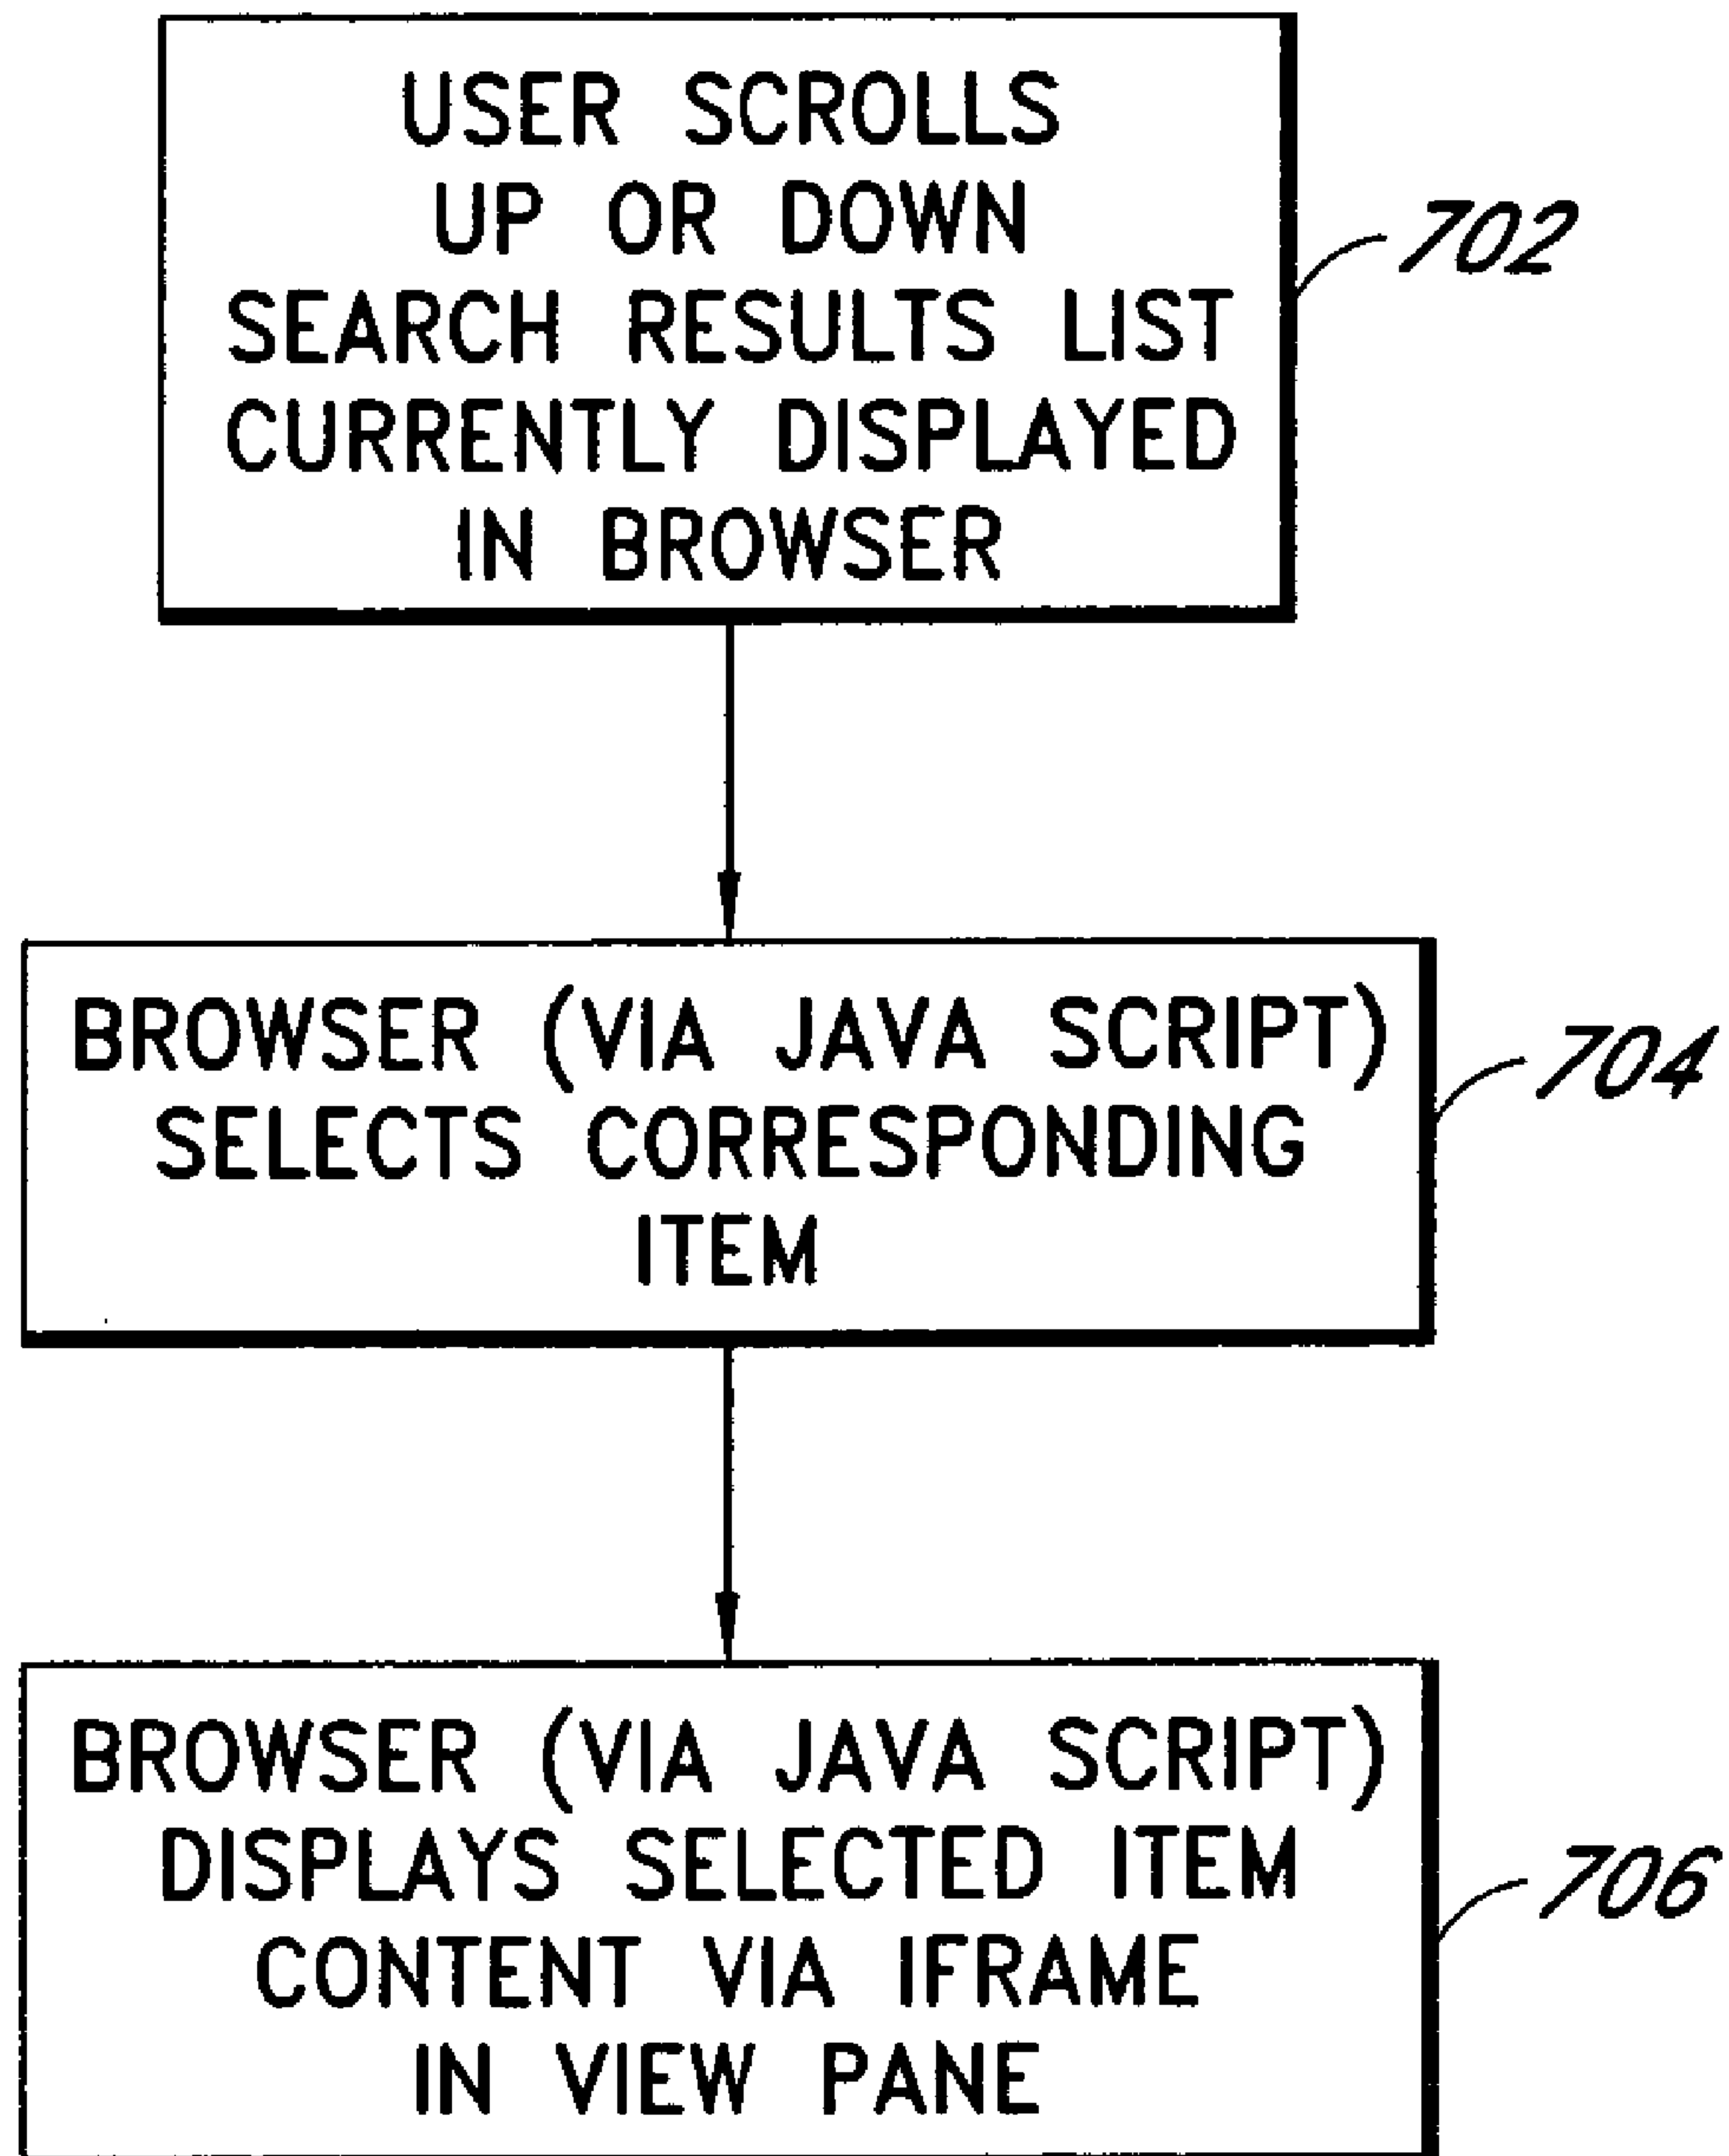 USER SCROLLS
UP OR DOWN
SEARCH RESULTS LIST
CURRENTLY DISPLAYED
IN BROWSER
702
BROWSER (VIA JAVA SCRIPT)
SELECTS CORRESPONDING
ITEM
704
BROWSER (VIA JAVA SCRIPT)
DISPLAYS SELECTED ITEM
CONTENT VIA IFRAME
IN VIEW PANE
706